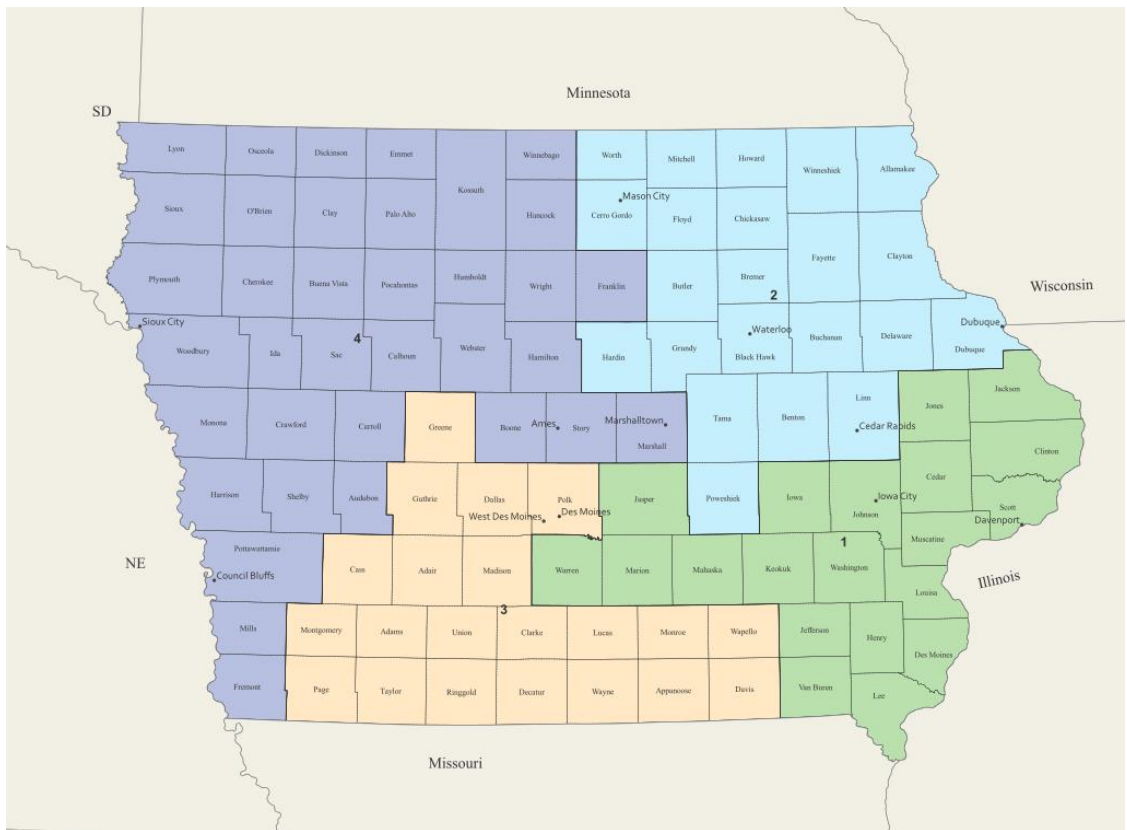 Minnesota
SD
Lyon
Osceola
Dickinson
Emmet
Kossuth
Winnebago
Worth
Mitchell
Howard
Winneshiek
Allamakee
Sioux
O'Brien
Clay
Palo Alto
Hancock
Mason City
Cerro Gordo
Floyd
Chickasaw
Fayette
Clayton
Plymouth
Cherokee
Buena Vista
Pocahontas
Humboldt
Wright
Franklin
Butler
Bremer
2
Wisconsin
Sioux City
Woodbury
Ida
4
Sac
Calhoun
Webster
Hamilton
Hardin
Grundy
Waterloo
Black Hawk
Buchanan
Delaware
Dubuque
Dubuque
Monona
Crawford
Carroll
Greene
Boone
Ames
Story
Marshalltown
Marshall
Tama
Benton
Linn
Cedar Rapids
Jones
Jackson
Clinton
Harrison
Shelby
Audubon
Guthrie
Dallas
Polk
West Des Moines
Des Moines
Jasper
Poweshiek
Iowa
Iowa City
Johnson
Cedar
Scott
Davenport
Muscatine
NE
Pottawattamie
Council Bluffs
Cass
Adair
Madison
Warren
Marion
Mahaska
Keokuk
1
Washington
Louisa
Illinois
Mills
Montgomery
Adams
Union
3
Clarke
Lucas
Monroe
Wapello
Jefferson
Henry
Des Moines
Fremont
Page
Taylor
Ringgold
Decatur
Wayne
Appanoose
Davis
Van Buren
Lee
Missouri